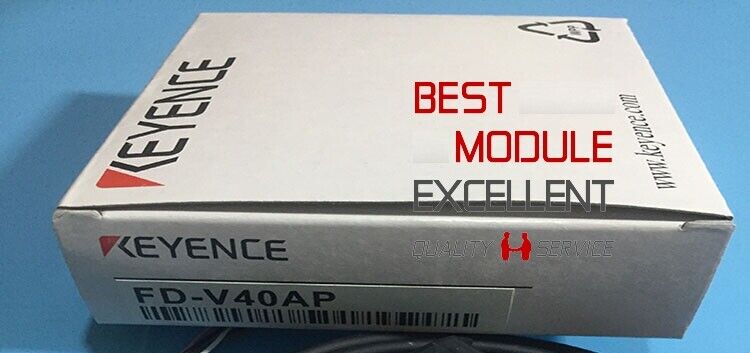 KEYENCE
www.keyence.com
BEST
MODULE
EXCELLENT
QUALITY SERVICE
KEYENCE
FD-V40AP